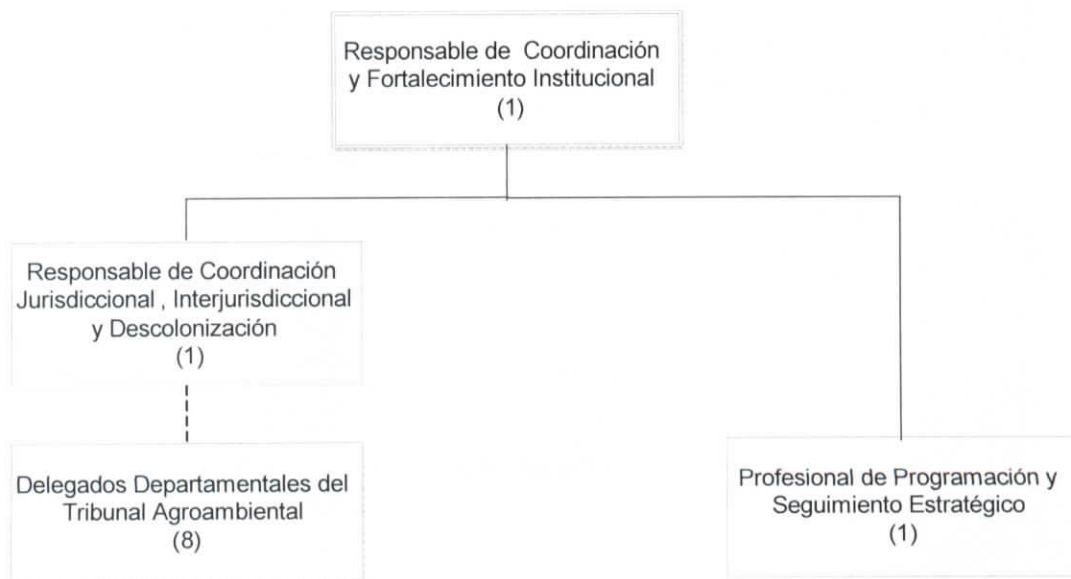 Responsable de Coordinación
y Fortalecimiento Institucional
(1)
Responsable de Coordinación
Jurisdiccional , Interjurisdiccional
y Descolonización
(1)
Delegados Departamentales del
Tribunal Agroambiental
(8)
Profesional de Programación y
Seguimiento Estratégico
(1)